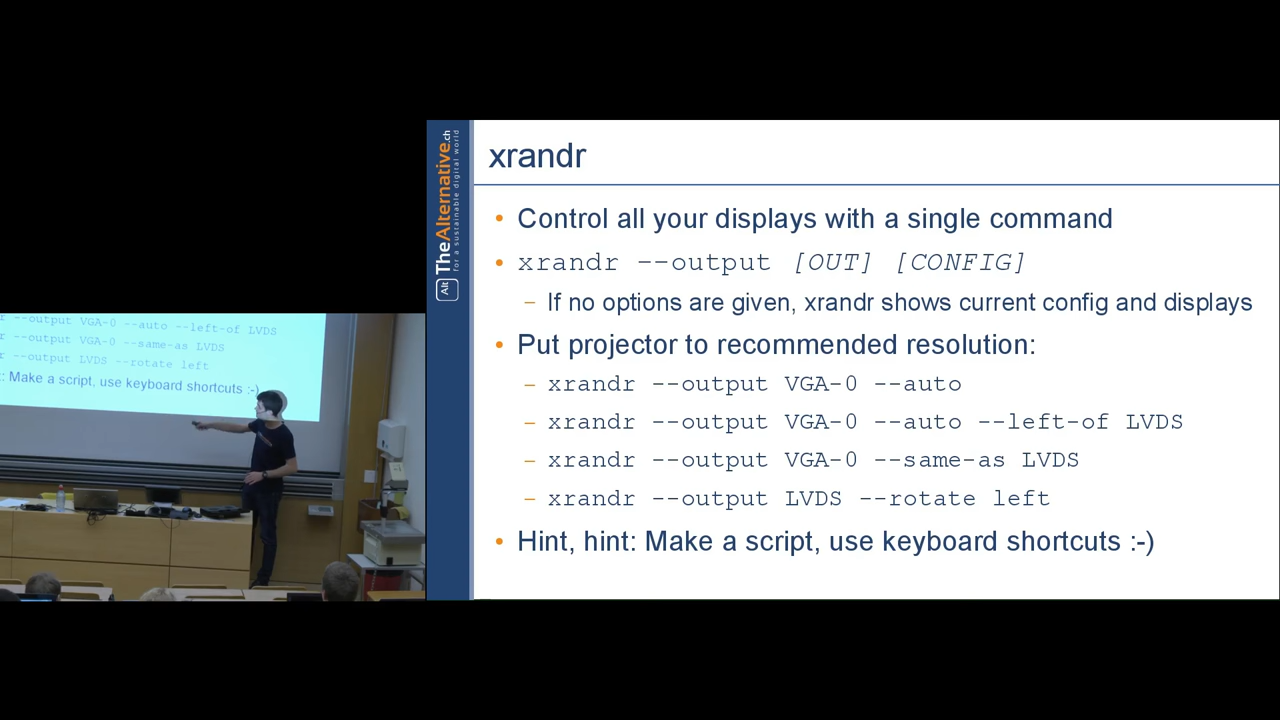 xrandr
• Control all your displays with a single command
• xrandr --output [OUT] [CONFIG]
– If no options are given, xrandr shows current config and displays
• Put projector to recommended resolution:
– xrandr --output VGA-0 --auto
– xrandr --output VGA-0 --auto --left-of LVDS
– xrandr --output VGA-0 --same-as LVDS
– xrandr --output LVDS --rotate left
• Hint, hint: Make a script, use keyboard shortcuts :-)
Alt TheAlternative.ch
for a sustainable digital world
r --output VGA-0 --auto --left-of LVDS
r --output VGA-0 --same-as LVDS
r --output LVDS --rotate left
: Make a script, use keyboard shortcuts :-)